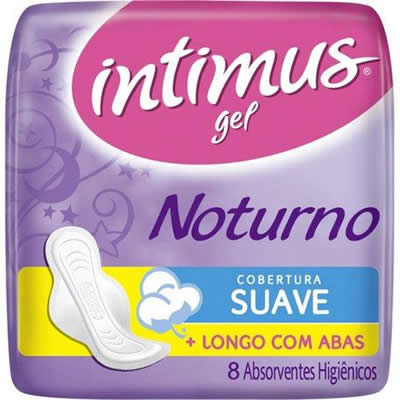 intimus®
gel
Noturno
COBERTURA
SUAVE
+ LONGO COM ABAS
8 Absorventes Higiênicos